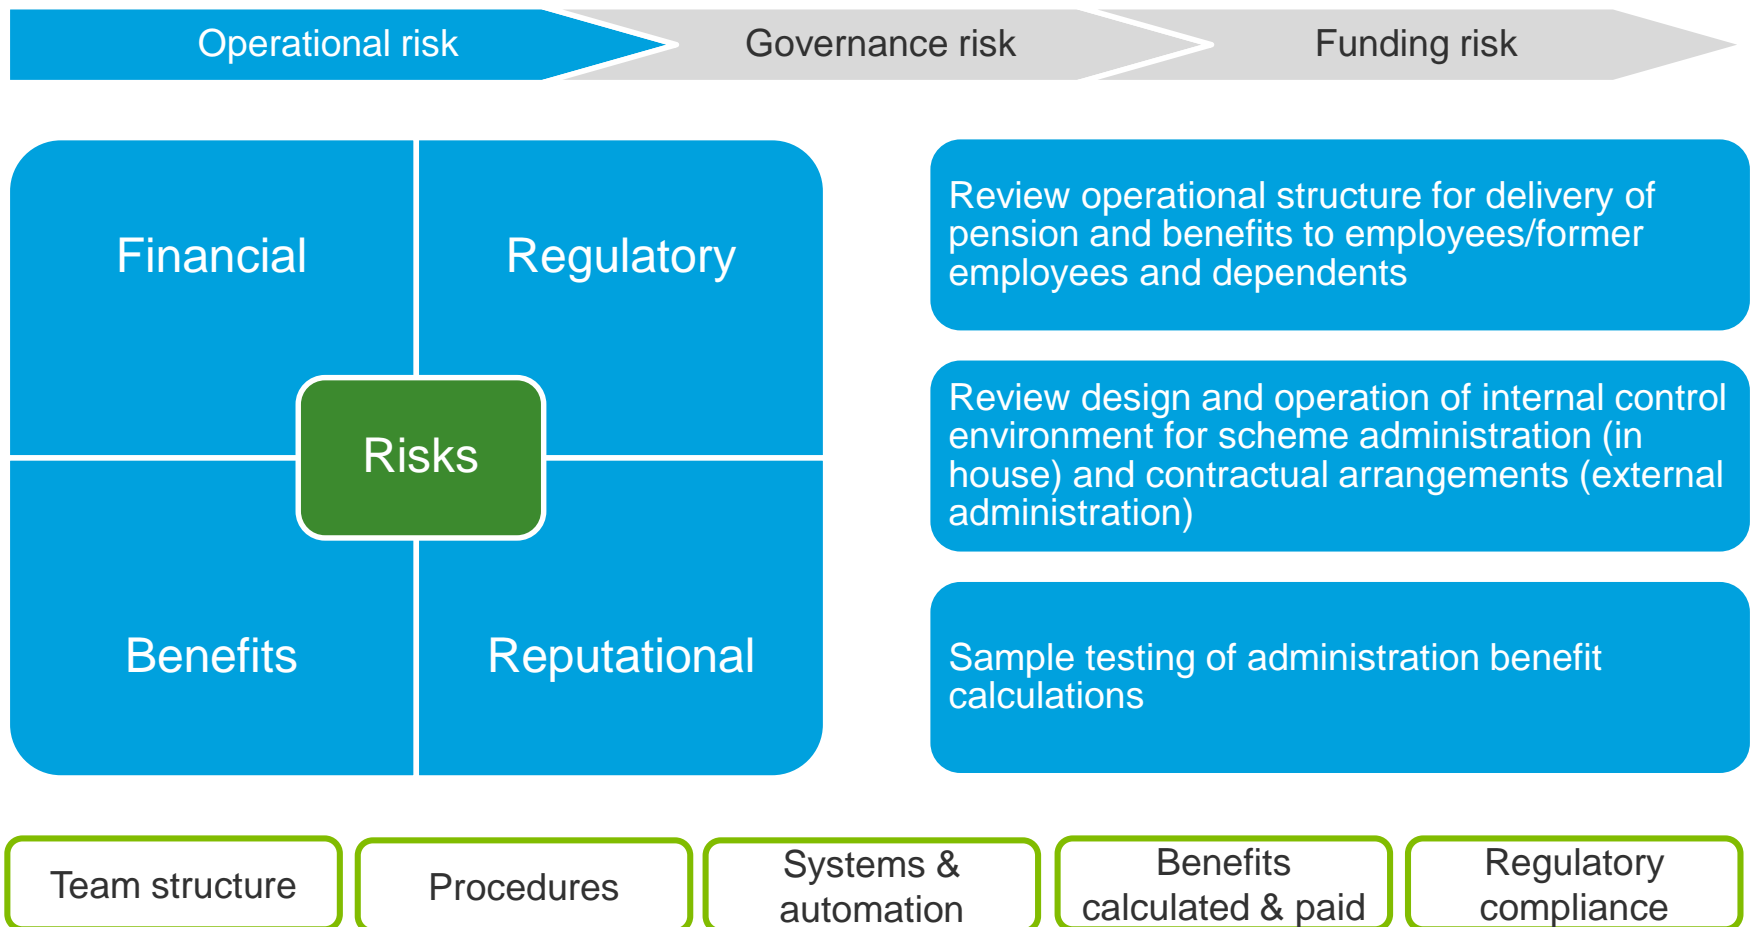 Operational risk
Governance risk
Funding risk
Financial
Regulatory
Risks
Benefits
Reputational
Review operational structure for delivery of
pension and benefits to employees/former
employees and dependents
Review design and operation of internal control
environment for scheme administration (in
house) and contractual arrangements (external
administration)
Sample testing of administration benefit
calculations
Team structure
Procedures
Systems &
automation
Benefits
calculated & paid
Regulatory
compliance